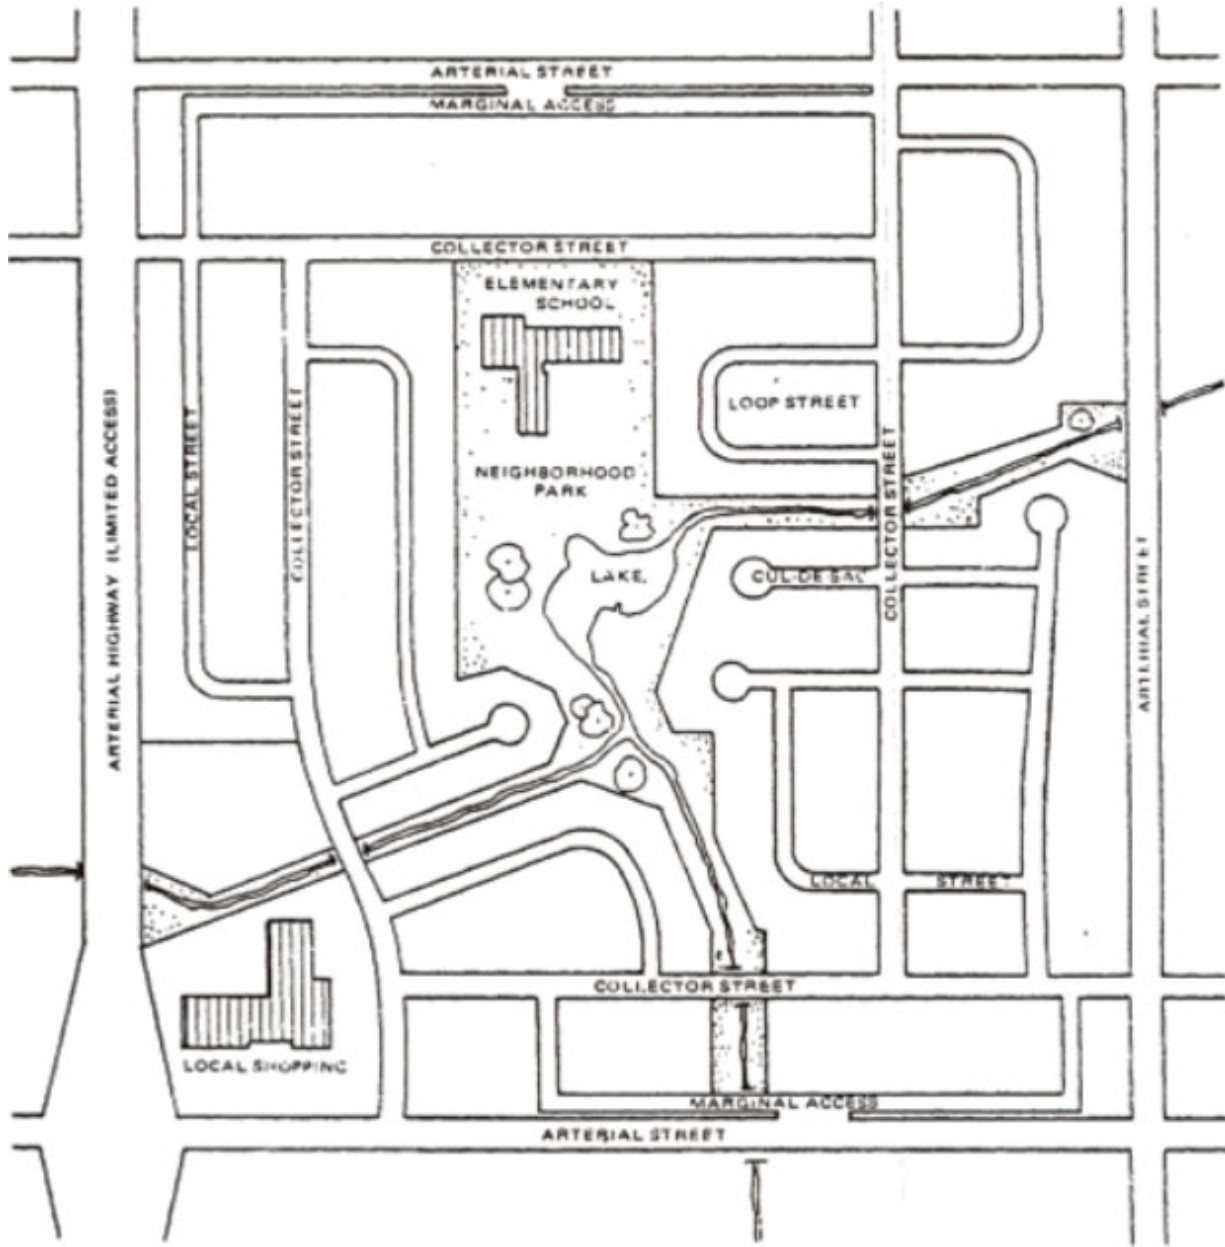 ARTERIAL STREET
MARGINAL ACCESS
COLLECTOR STREET
ELEMENTARY
SCHOOL
LOOP STREET
ARTERIAL HIGHWAY (LIMITED ACCESS)
LOCAL STREET
COLLECTOR STREET
NEIGHBORHOOD
PARK
COLLECTOR STREET
LAKE
CUL-DE SAC
ARTERIAL STREET
LOCAL STREET
COLLECTOR STREET
LOCAL SHOPPING
MARGINAL ACCESS
ARTERIAL STREET